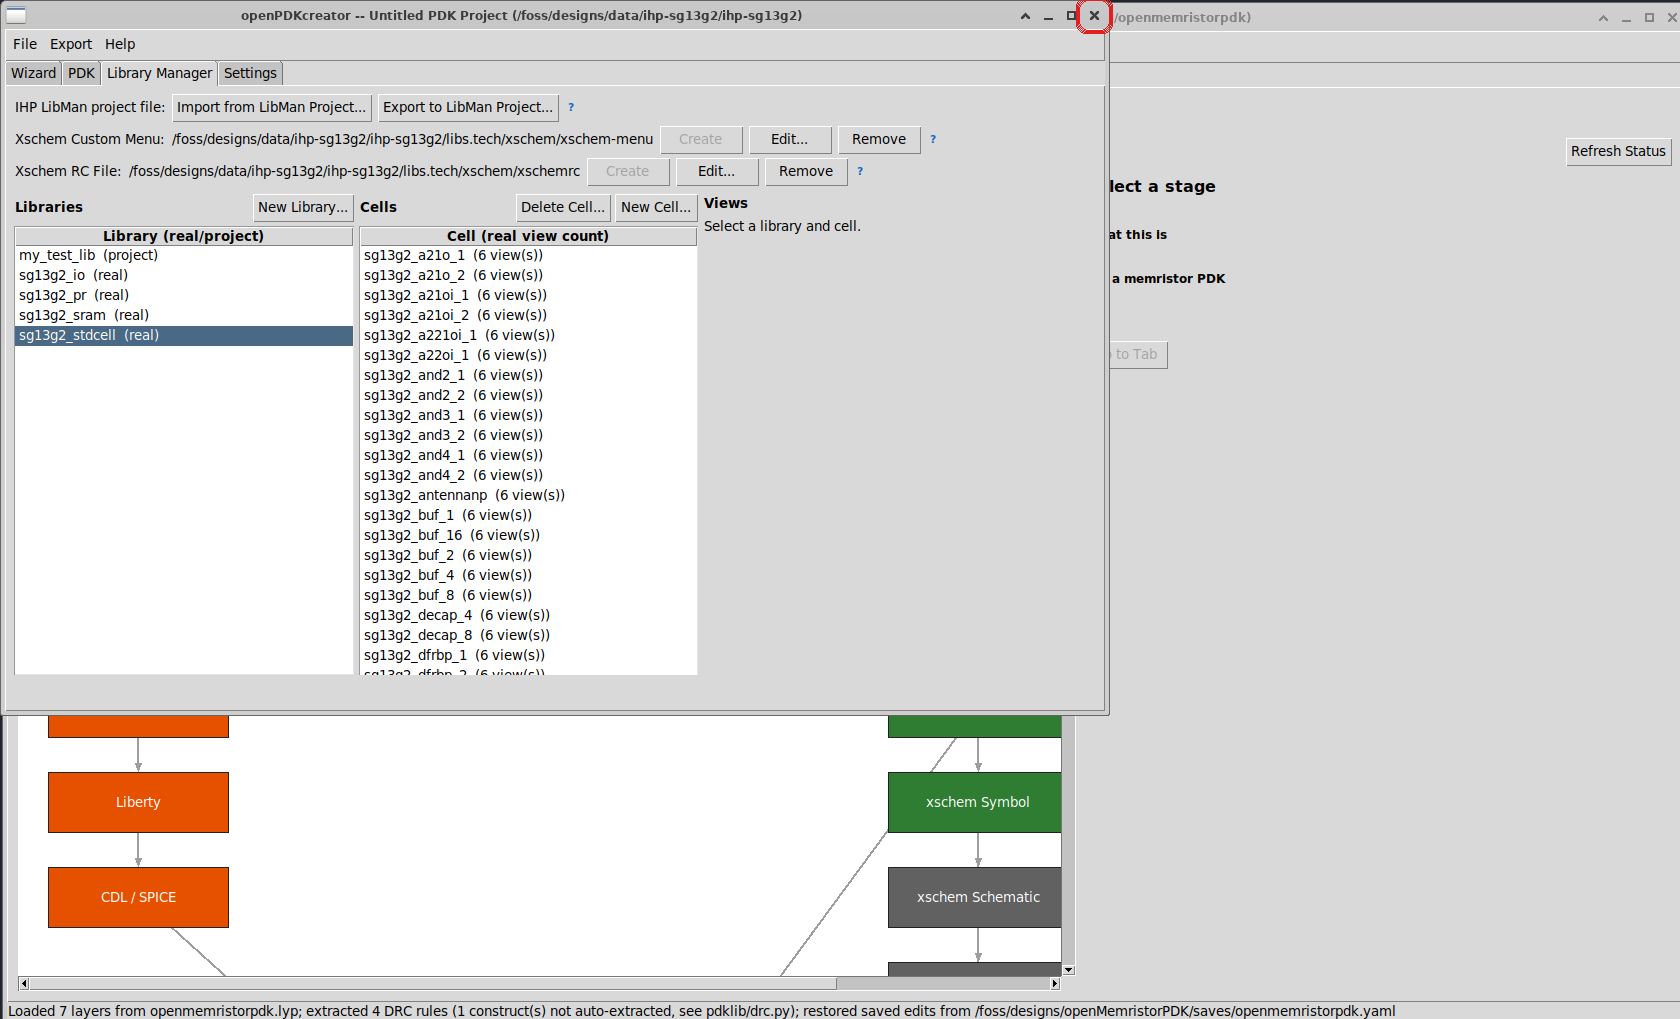 openPDKcreator -- Untitled PDK Project (/foss/designs/data/ihp-sg13g2/ihp-sg13g2)
/openmemristorpdk)
File Export Help
Wizard PDK Library Manager Settings
IHP LibMan project file: Import from LibMan Project... Export to LibMan Project... ?
Xschem Custom Menu: /foss/designs/data/ihp-sg13g2/ihp-sg13g2/libs.tech/xschem/xschem-menu Create Edit... Remove ?
Xschem RC File: /foss/designs/data/ihp-sg13g2/ihp-sg13g2/libs.tech/xschem/xschemrc Create Edit... Remove ?
Refresh Status
Libraries New Library... Cells Delete Cell... New Cell... Views
Select a library and cell.
Library (real/project)
my_test_lib (project)
sg13g2_io (real)
sg13g2_pr (real)
sg13g2_sram (real)
sg13g2_stdcell (real)
Cell (real view count)
sg13g2_a21o_1 (6 view(s))
sg13g2_a21o_2 (6 view(s))
sg13g2_a21oi_1 (6 view(s))
sg13g2_a21oi_2 (6 view(s))
sg13g2_a221oi_1 (6 view(s))
sg13g2_a22oi_1 (6 view(s))
sg13g2_and2_1 (6 view(s))
sg13g2_and2_2 (6 view(s))
sg13g2_and3_1 (6 view(s))
sg13g2_and3_2 (6 view(s))
sg13g2_and4_1 (6 view(s))
sg13g2_and4_2 (6 view(s))
sg13g2_antennanp (6 view(s))
sg13g2_buf_1 (6 view(s))
sg13g2_buf_16 (6 view(s))
sg13g2_buf_2 (6 view(s))
sg13g2_buf_4 (6 view(s))
sg13g2_buf_8 (6 view(s))
sg13g2_decap_4 (6 view(s))
sg13g2_decap_8 (6 view(s))
sg13g2_dfrbp_1 (6 view(s))
sg13g2_dfrbp_2 (6 view(s))
lect a stage
at this is
a memristor PDK
to Tab
Liberty
CDL / SPICE
xschem Symbol
xschem Schematic
Loaded 7 layers from openmemristorpdk.lyp; extracted 4 DRC rules (1 construct(s) not auto-extracted, see pdklib/drc.py); restored saved edits from /foss/designs/openMemristorPDK/saves/openmemristorpdk.yaml